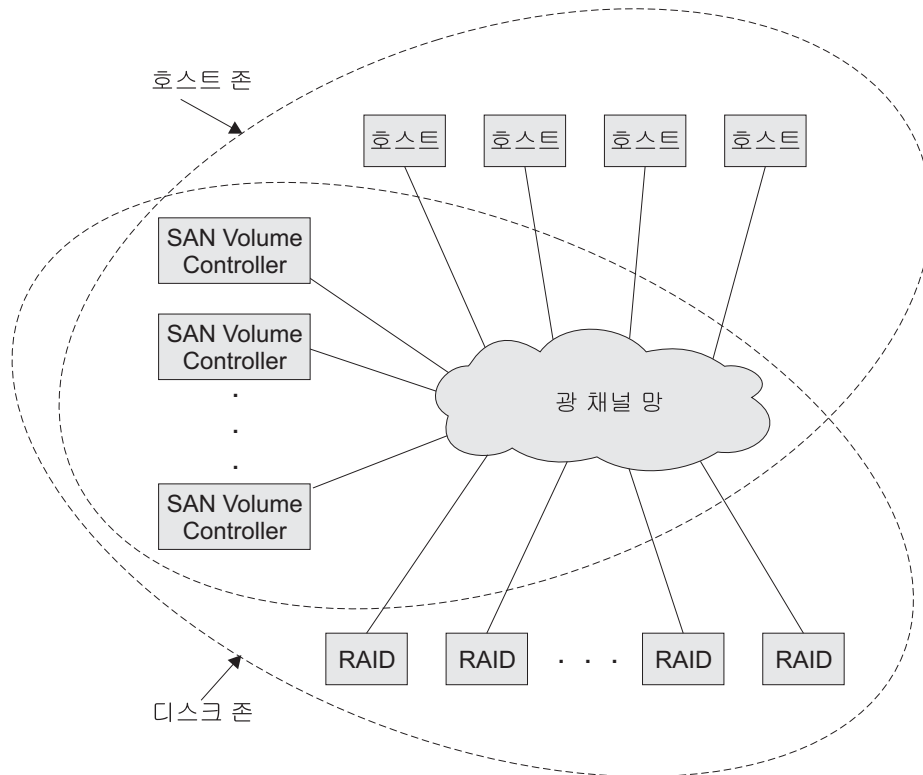 호스트 존
호스트
호스트
호스트
호스트
SAN Volume
Controller
SAN Volume
Controller
.
.
.
SAN Volume
Controller
광 채널 망
RAID
RAID
. . .
RAID
RAID
디스크 존